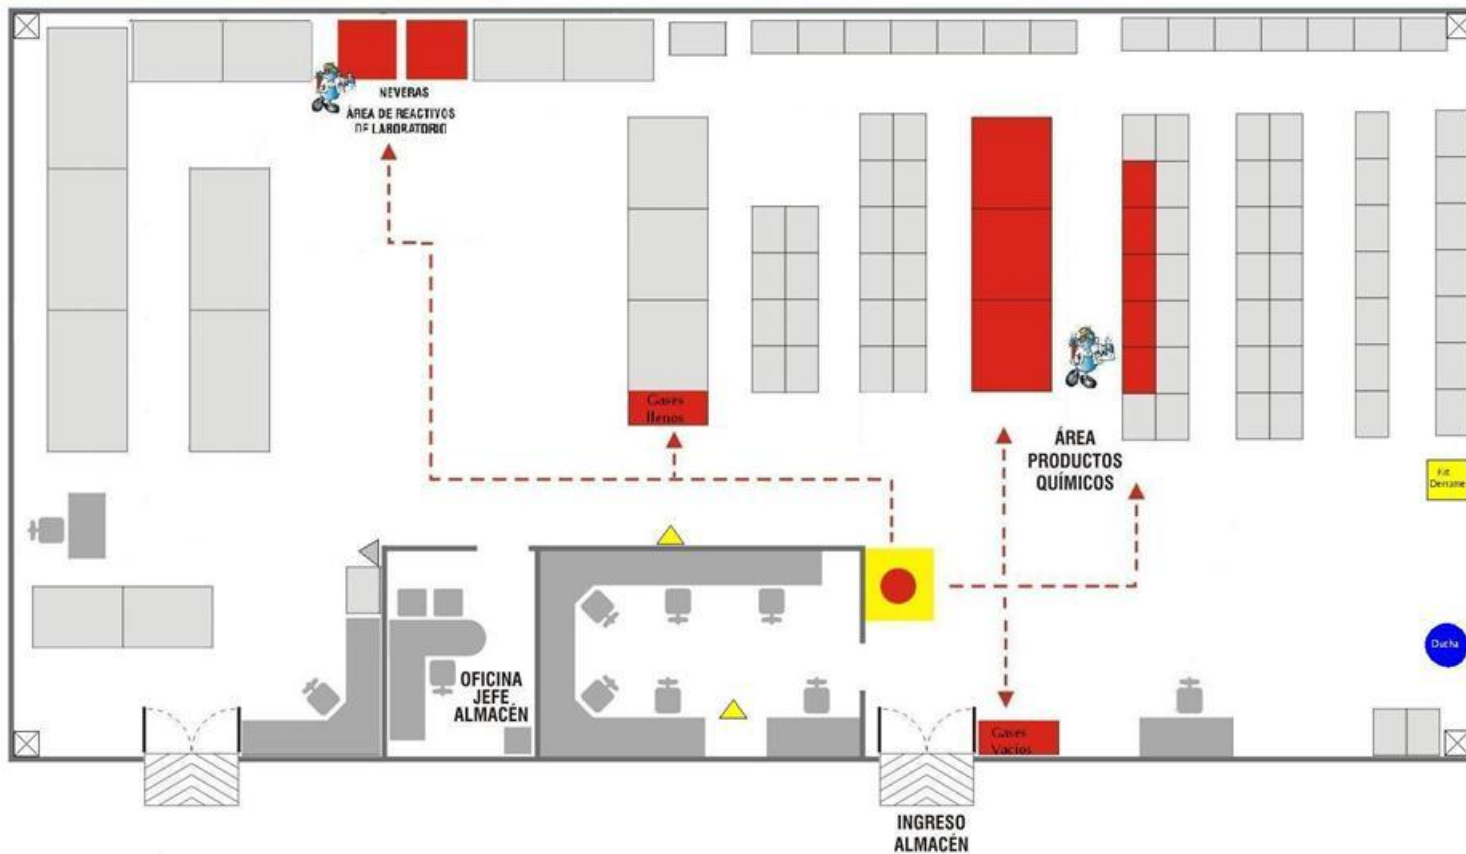 NEVERAS
ÁREA DE REACTIVOS
DE LABORATORIO
Gases
llenos
ÁREA
PRODUCTOS
QUÍMICOS
Kit
Derrame
Ducha
OFICINA
JEFE
ALMACÉN
Gases
Vacios
INGRESO
ALMACÉN